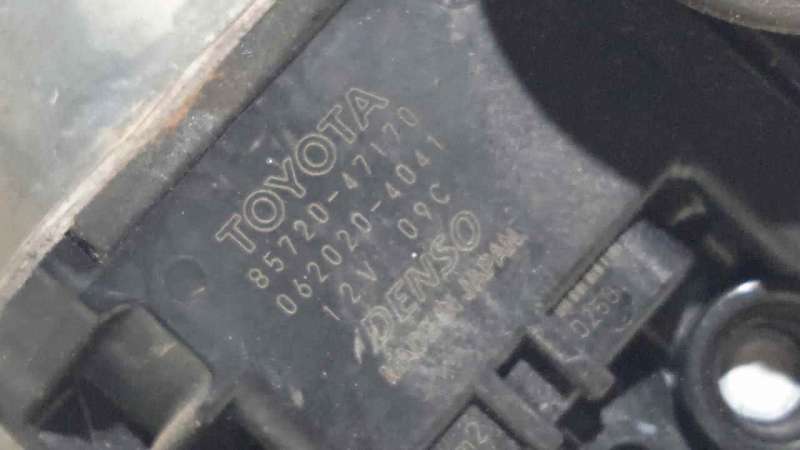 TOYOTA
85720-47170
062020-4041
12V 09C
DENSO
MADE IN JAPAN